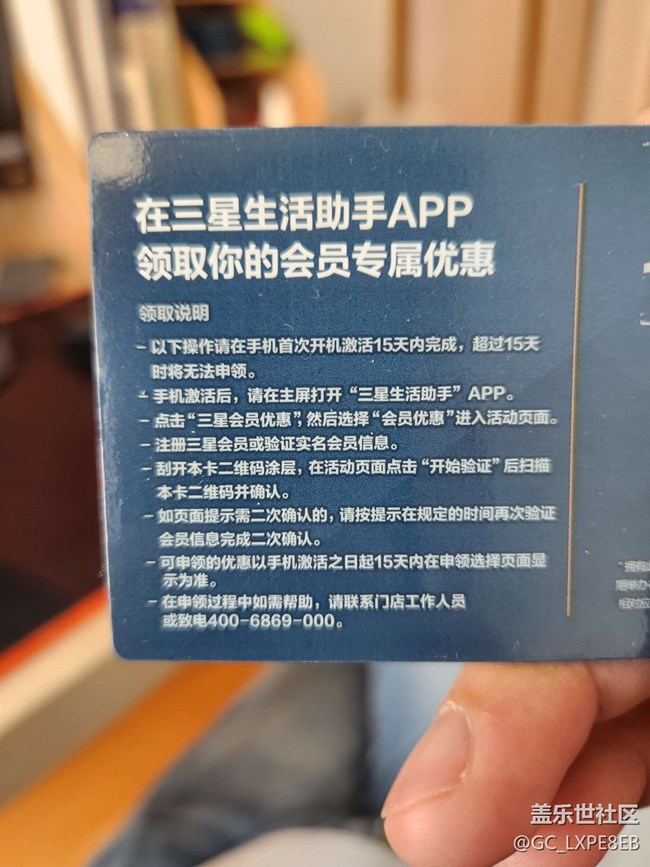 在三星生活助手APP
领取你的会员专属优惠
领取说明
- 以下操作请在手机首次开机激活15天内完成，超过15天
时将无法申领。
- 手机激活后，请在主屏打开“三星生活助手”APP。
- 点击“三星会员优惠”，然后选择“会员优惠”进入活动页面。
- 注册三星会员或验证实名会员信息。
- 刮开本卡二维码涂层，在活动页面点击“开始验证”后扫描
本卡二维码并确认。
- 如页面提示需二次确认的，请按提示在规定的时间再次验证
会员信息完成二次确认。
- 可申领的优惠以手机激活之日起15天内在申领选择页面显
示为准。
- 在申领过程中如需帮助，请联系门店工作人员
或致电400-6869-000。
盖乐世社区
@GC_LXPE8EB